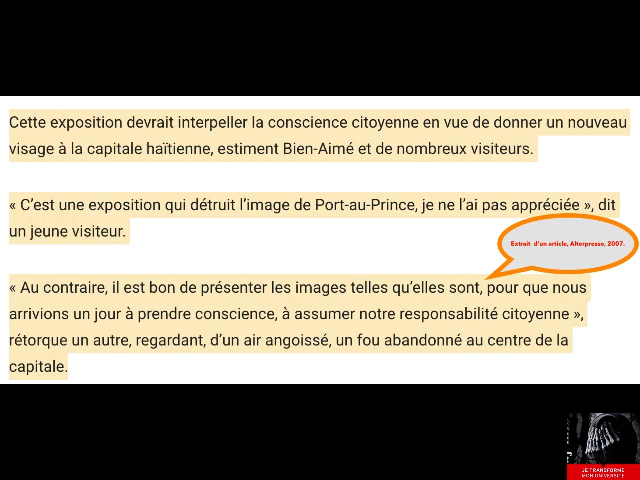 Cette exposition devrait interpeller la conscience citoyenne en vue de donner un nouveau
visage à la capitale haïtienne, estiment Bien-Aimé et de nombreux visiteurs.
« C’est une exposition qui détruit l’image de Port-au-Prince, je ne l’ai pas appréciée », dit
un jeune visiteur.
Extrait d'un article, Alterpresse, 2007.
« Au contraire, il est bon de présenter les images telles qu’elles sont, pour que nous
arrivions un jour à prendre conscience, à assumer notre responsabilité citoyenne »,
rétorque un autre, regardant, d’un air angoissé, un fou abandonné au centre de la
capitale.
JE TRANSFORME
MON UNIVERSITÉ